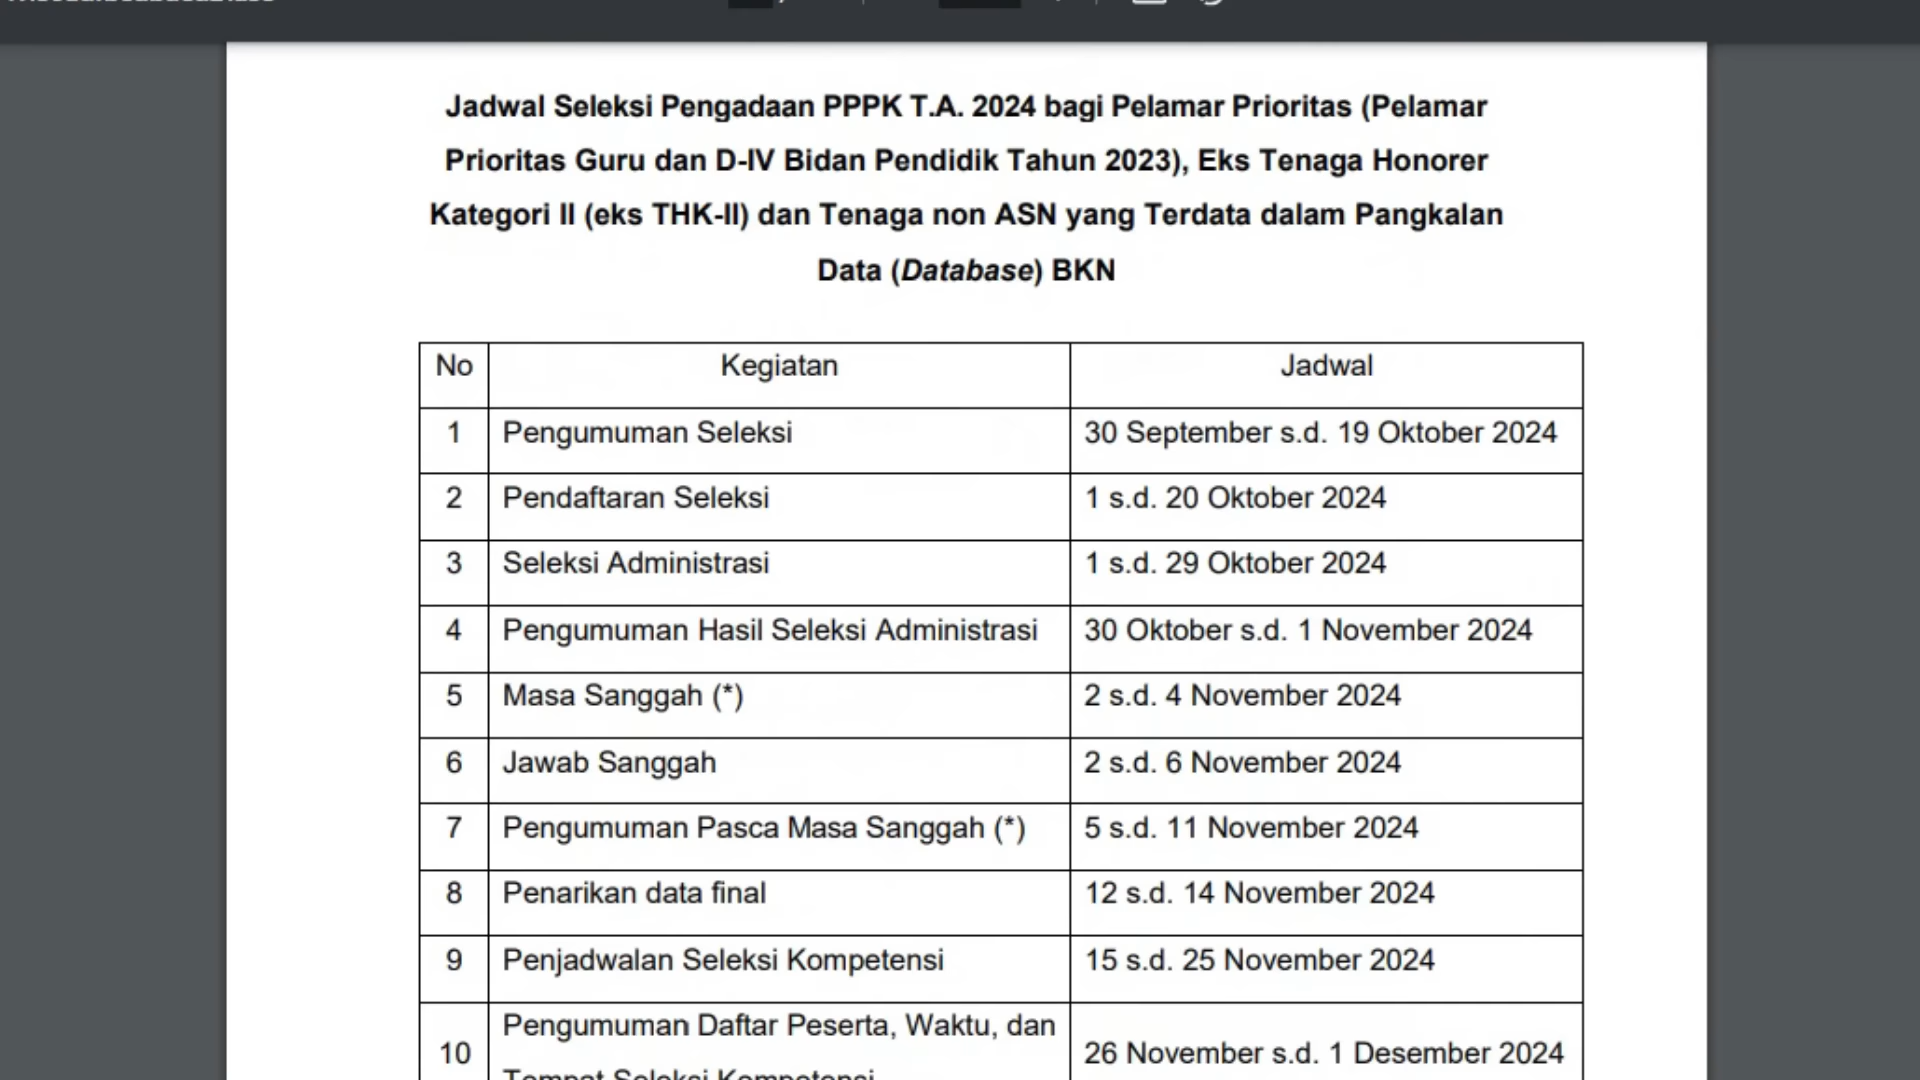 Jadwal Seleksi Pengadaan PPPK T.A. 2024 bagi Pelamar Prioritas (Pelamar
Prioritas Guru dan D-IV Bidan Pendidik Tahun 2023), Eks Tenaga Honorer
Kategori II (eks THK-II) dan Tenaga non ASN yang Terdata dalam Pangkalan
Data (Database) BKN
No Kegiatan Jadwal
1 Pengumuman Seleksi 30 September s.d. 19 Oktober 2024
2 Pendaftaran Seleksi 1 s.d. 20 Oktober 2024
3 Seleksi Administrasi 1 s.d. 29 Oktober 2024
4 Pengumuman Hasil Seleksi Administrasi 30 Oktober s.d. 1 November 2024
5 Masa Sanggah (*) 2 s.d. 4 November 2024
6 Jawab Sanggah 2 s.d. 6 November 2024
7 Pengumuman Pasca Masa Sanggah (*) 5 s.d. 11 November 2024
8 Penarikan data final 12 s.d. 14 November 2024
9 Penjadwalan Seleksi Kompetensi 15 s.d. 25 November 2024
Pengumuman Daftar Peserta, Waktu, dan
10 26 November s.d. 1 Desember 2024
Tempat Seleksi Kompetensi